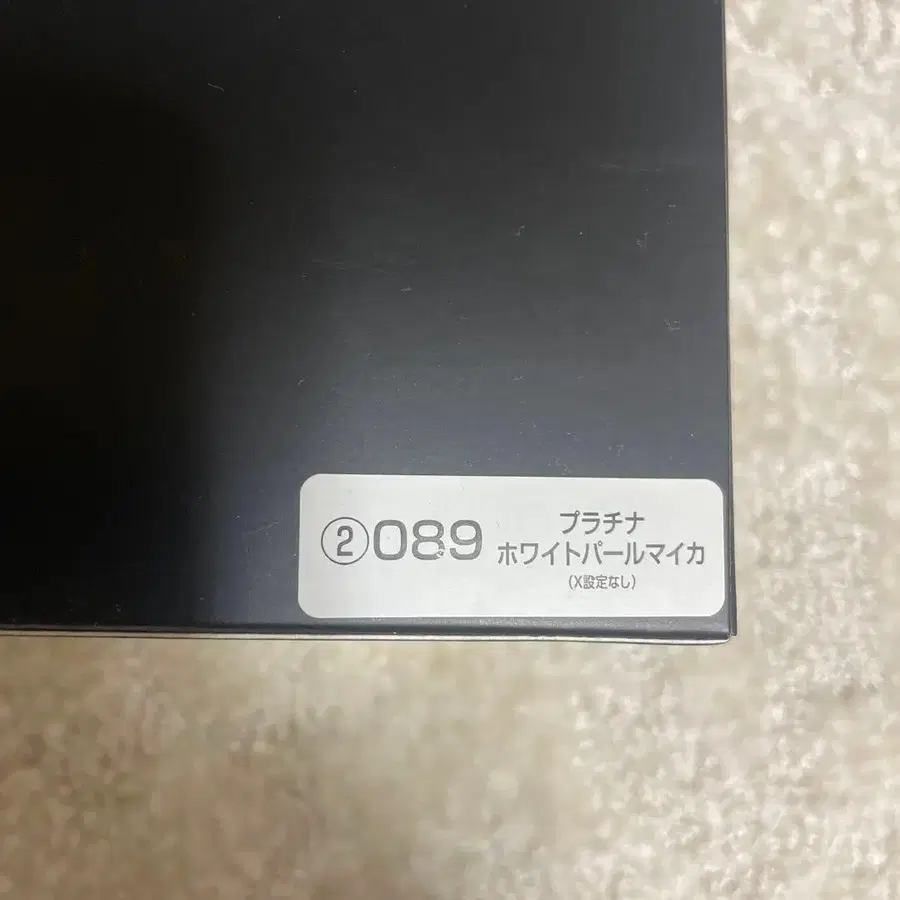 ②089
プラチナ
ホワイトパールマイカ
(X設定なし)